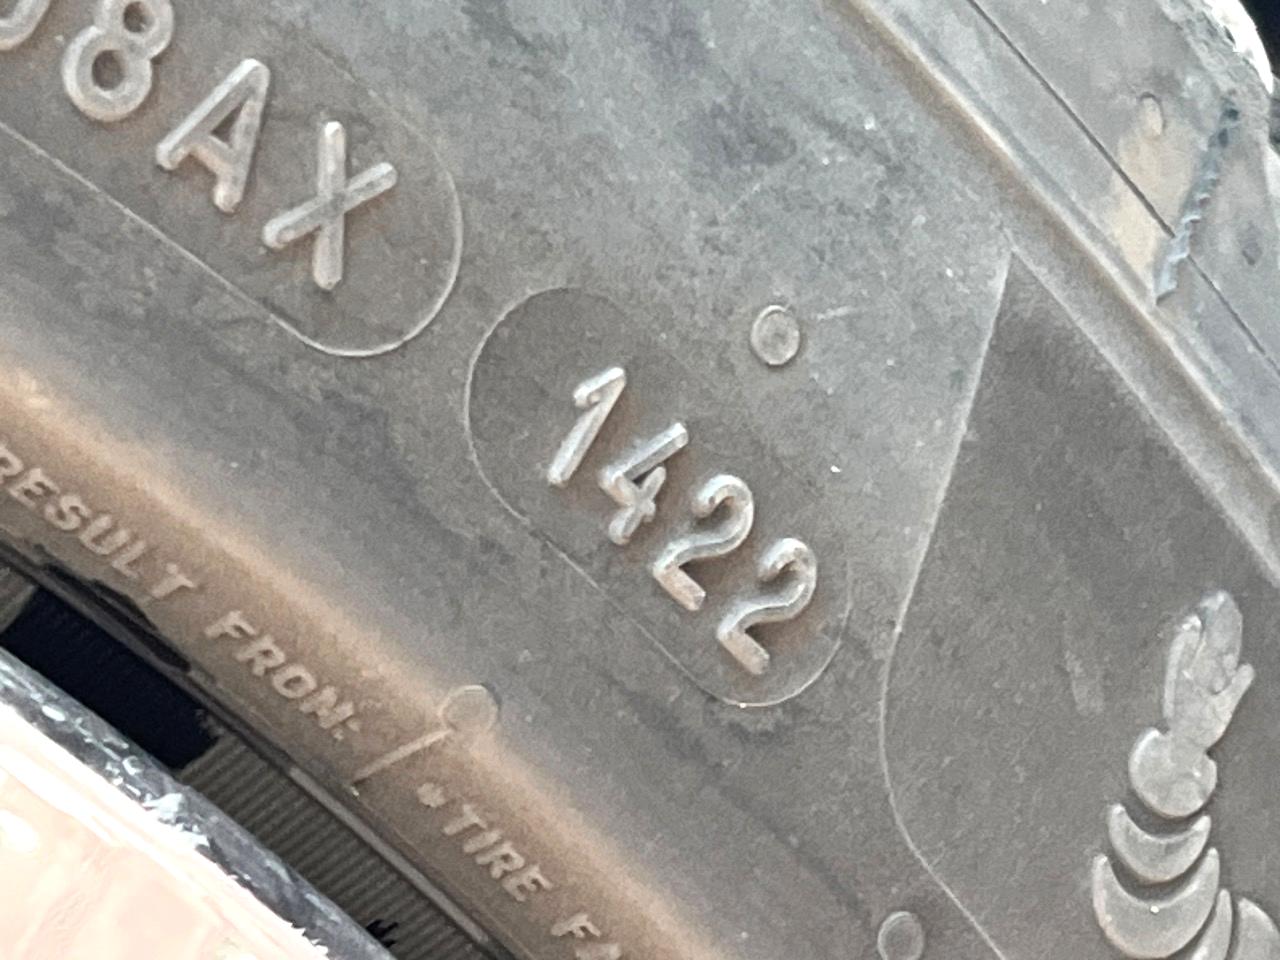 8AX
1422
RESULT FROM:
•TIRE